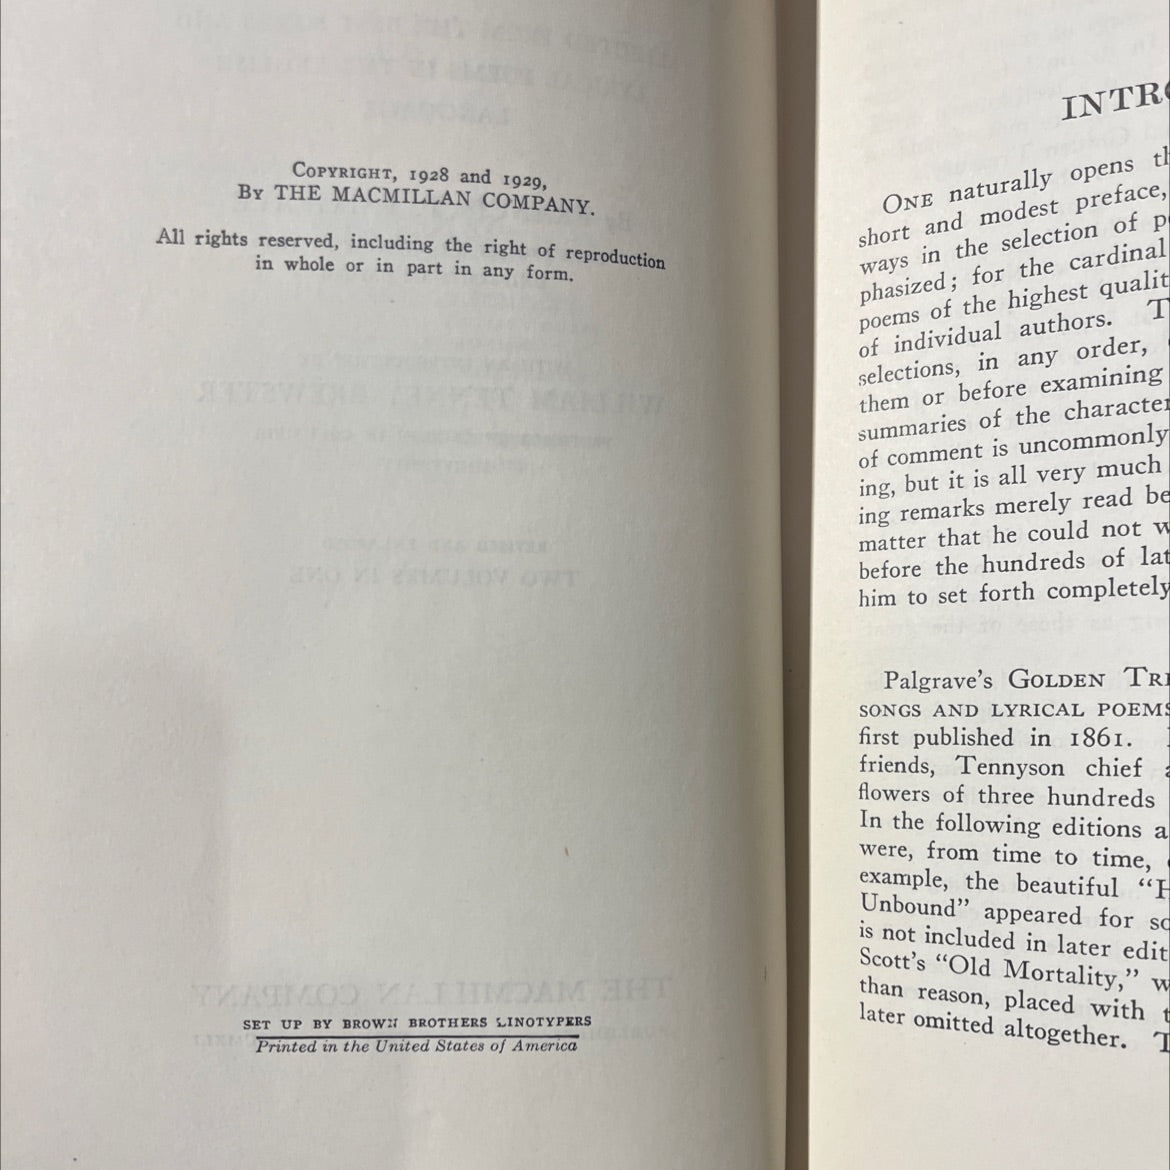 COPYRIGHT, 1928 and 1929,
BY THE MACMILLAN COMPANY.
All rights reserved, including the right of reproduction
in whole or in part in any form.
SET UP BY BROWN BROTHERS LINOTYPERS
Printed in the United States of America
INTRO
ONE naturally opens th
short and modest preface,
ways in the selection of p
phasized; for the cardinal
poems of the highest qualit
of individual authors. T
selections, in any order,
them or before examining
summaries of the character
of comment is uncommonly
ing, but it is all very much
ing remarks merely read be
matter that he could not w
before the hundreds of lat
him to set forth completely
Palgrave's GOLDEN TRE
SONGS AND LYRICAL POEMS
first published in 1861.
friends, Tennyson chief a
flowers of three hundreds
In the following editions a
were, from time to time,
example, the beautiful “H
Unbound” appeared for so
is not included in later edit
Scott's “Old Mortality,” w
than reason, placed with t
later omitted altogether. T